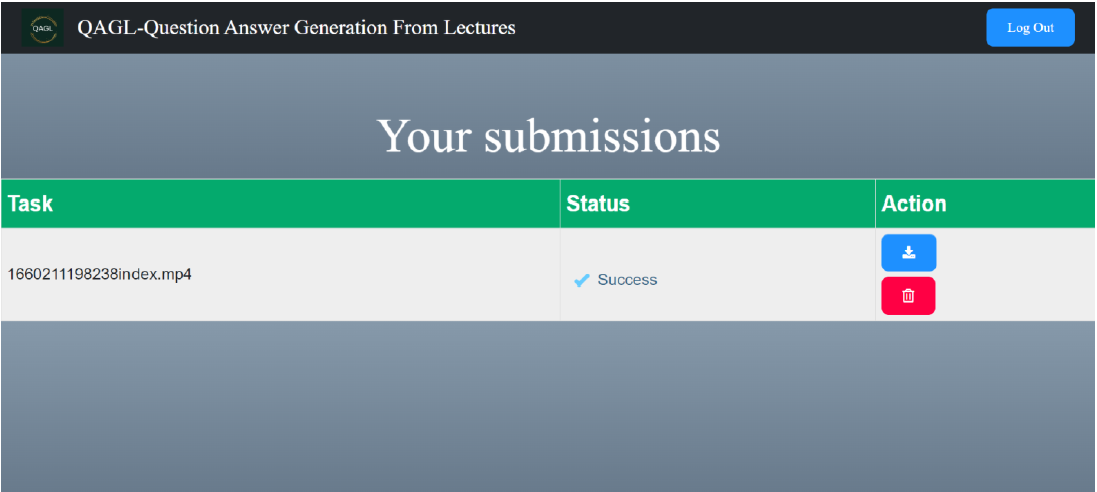 QAGL
QAGL-Question Answer Generation From Lectures
Log Out
Your submissions
Task Status Action
1660211198238index.mp4
Success